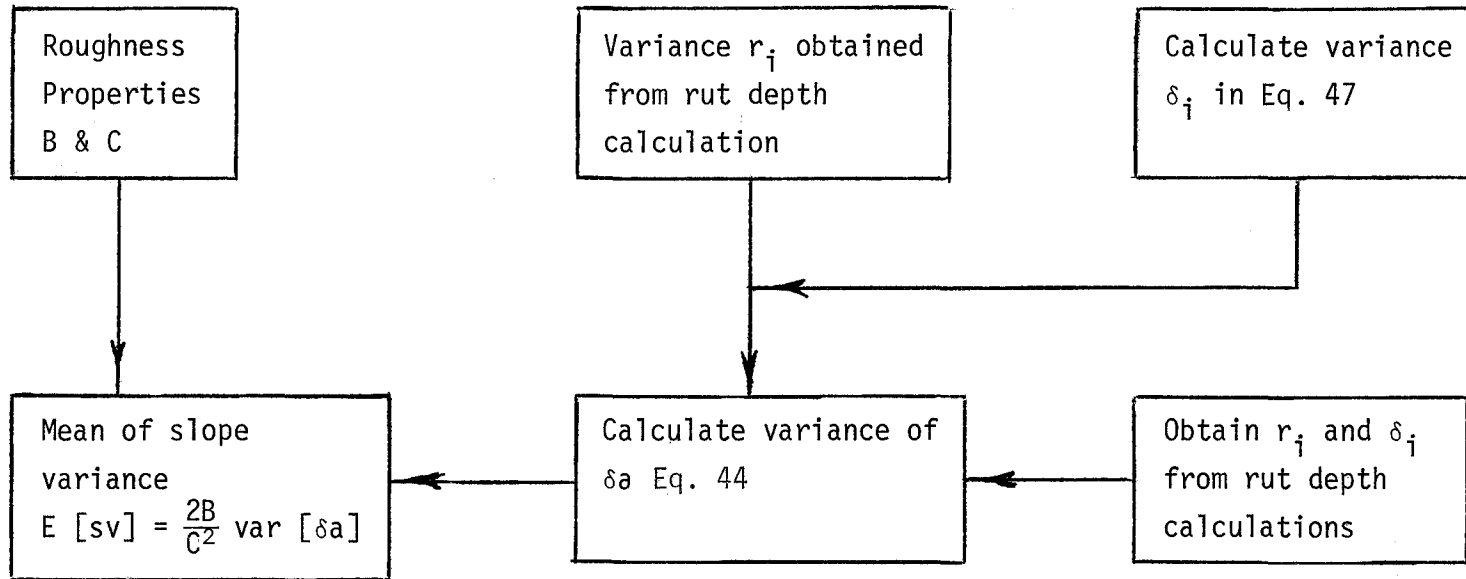 Roughness
Properties
B & C
Variance r_i obtained
from rut depth
calculation
Calculate variance
δ_i in Eq. 47
Mean of slope
variance
E [sv] = 2B/C² var [δa]
Calculate variance of
δa Eq. 44
Obtain r_i and δ_i
from rut depth
calculations